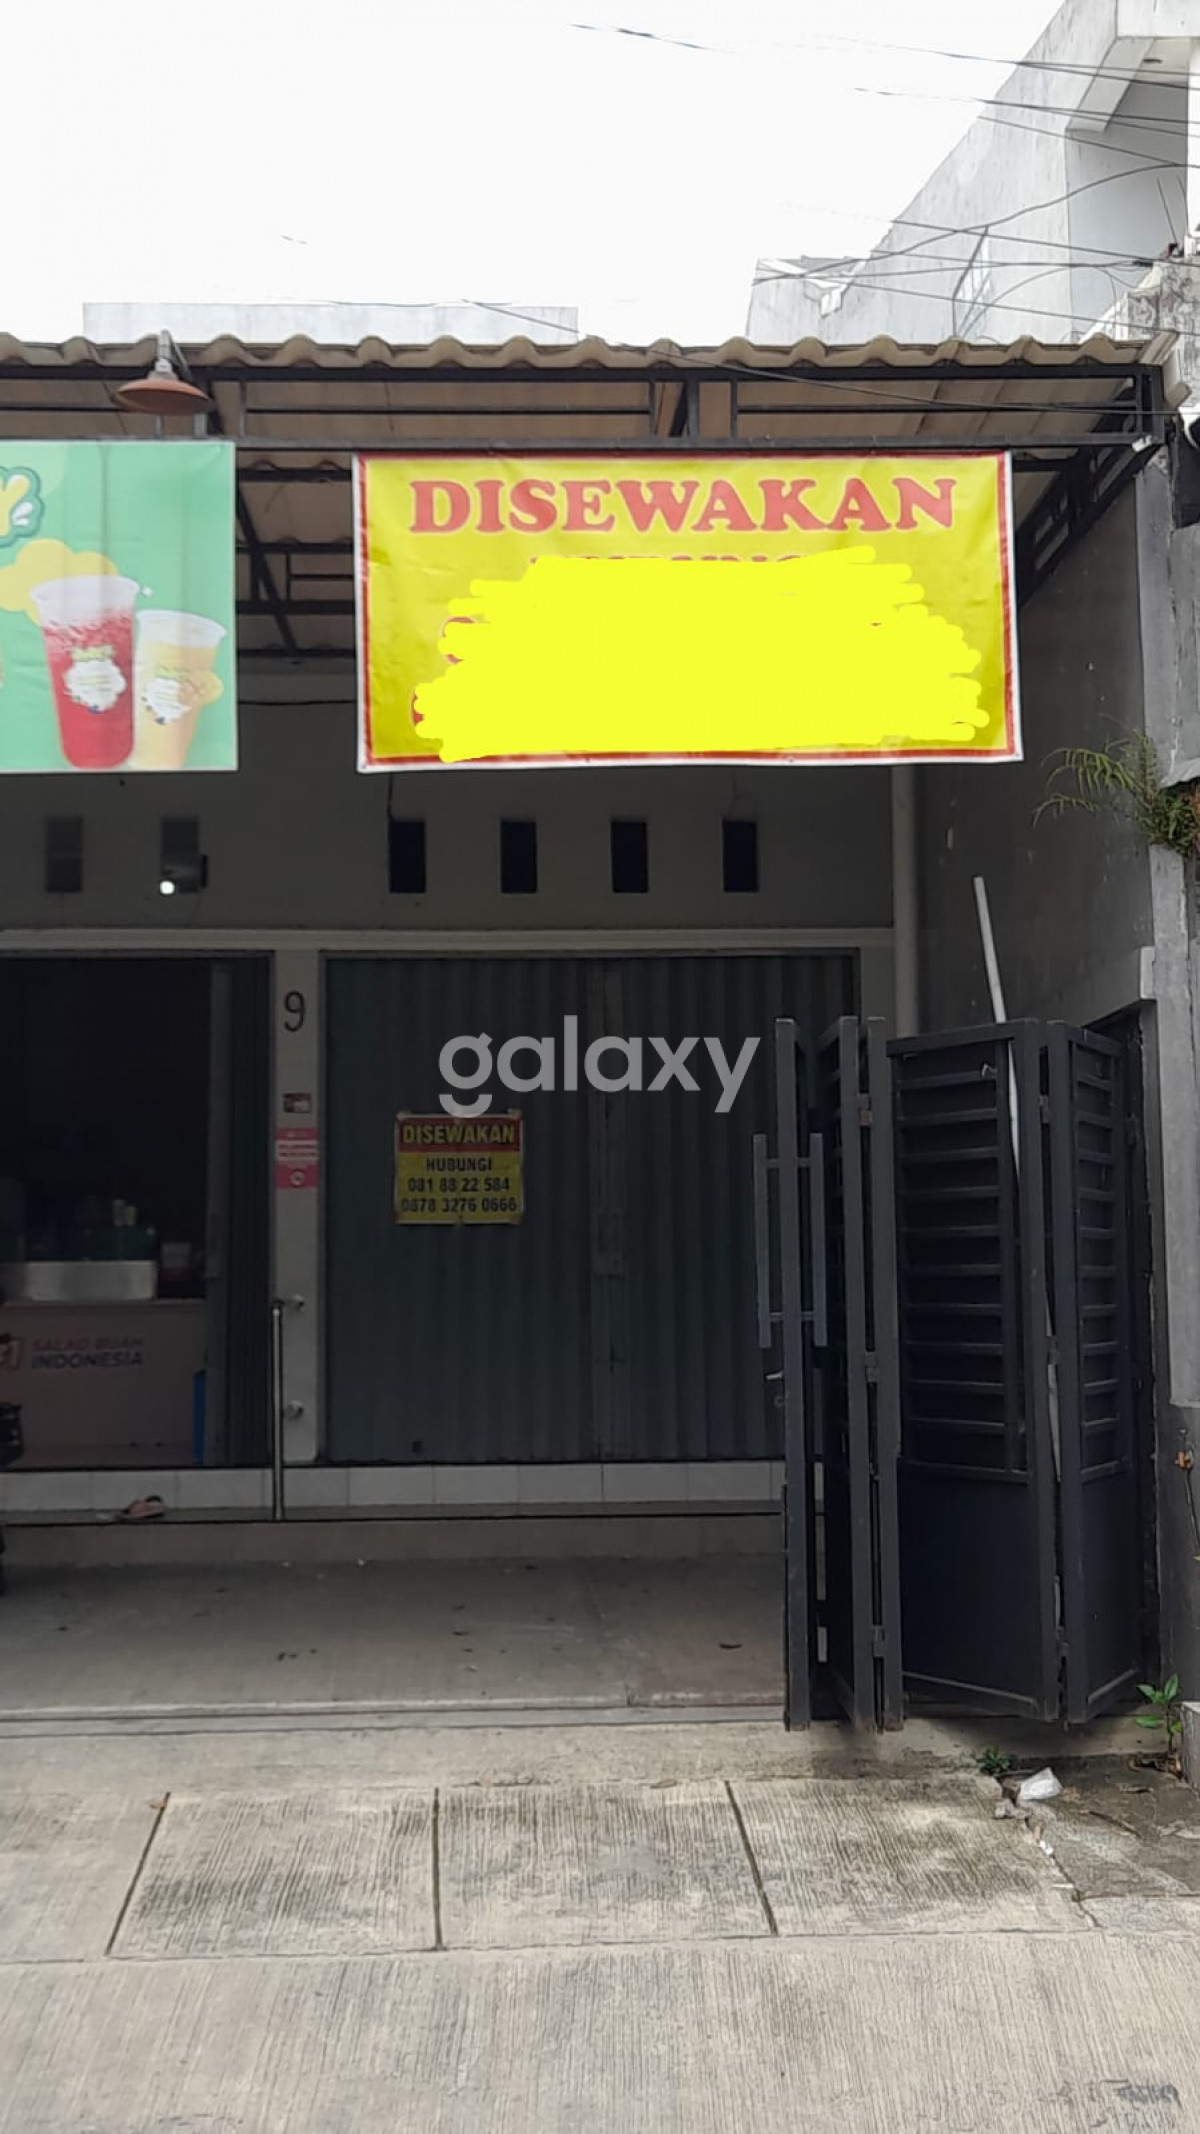 DISEWAKAN
9
galaxy
DISEWAKAN
HUBUNGI
081 88 22 584
0878 3276 0666
SALAD BUAH
INDONESIA